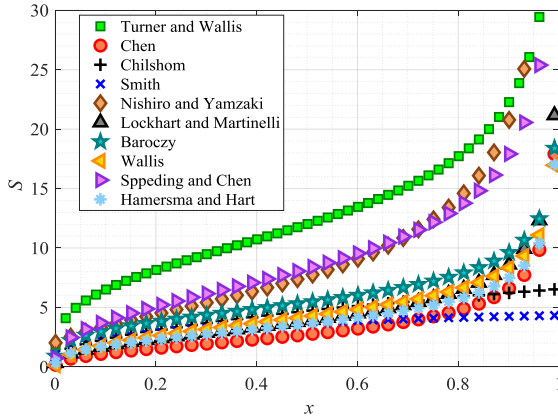 30
25
20
15
10
5
0
S
Turner and Wallis
Chen
Chilshom
Smith
Nishiro and Yamzaki
Lockhart and Martinelli
Baroczy
Wallis
Sppeding and Chen
Hamersma and Hart
0 0.2 0.4 0.6 0.8 1
x